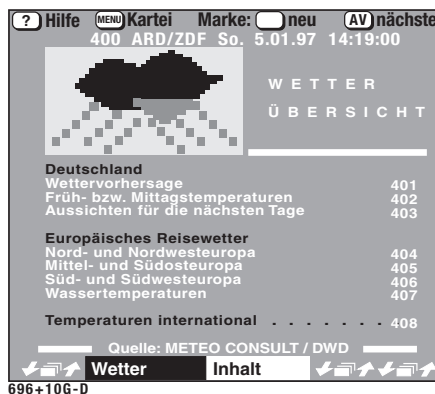 ? Hilfe MENU Kartei Marke: neu AV nächste
400 ARD/ZDF So. 5.01.97 14:19:00
WETTER
ÜBERSICHT
Deutschland
Wettervorhersage 401
Früh- bzw. Mittagstemperaturen 402
Aussichten für die nächsten Tage 403
Europäisches Reisewetter
Nord- und Nordwesteuropa 404
Mittel- und Südosteuropa 405
Süd- und Südwesteuropa 406
Wassertemperaturen 407
Temperaturen international . . . . . . . 408
Quelle: METEO CONSULT / DWD
Wetter Inhalt
696+10G-D